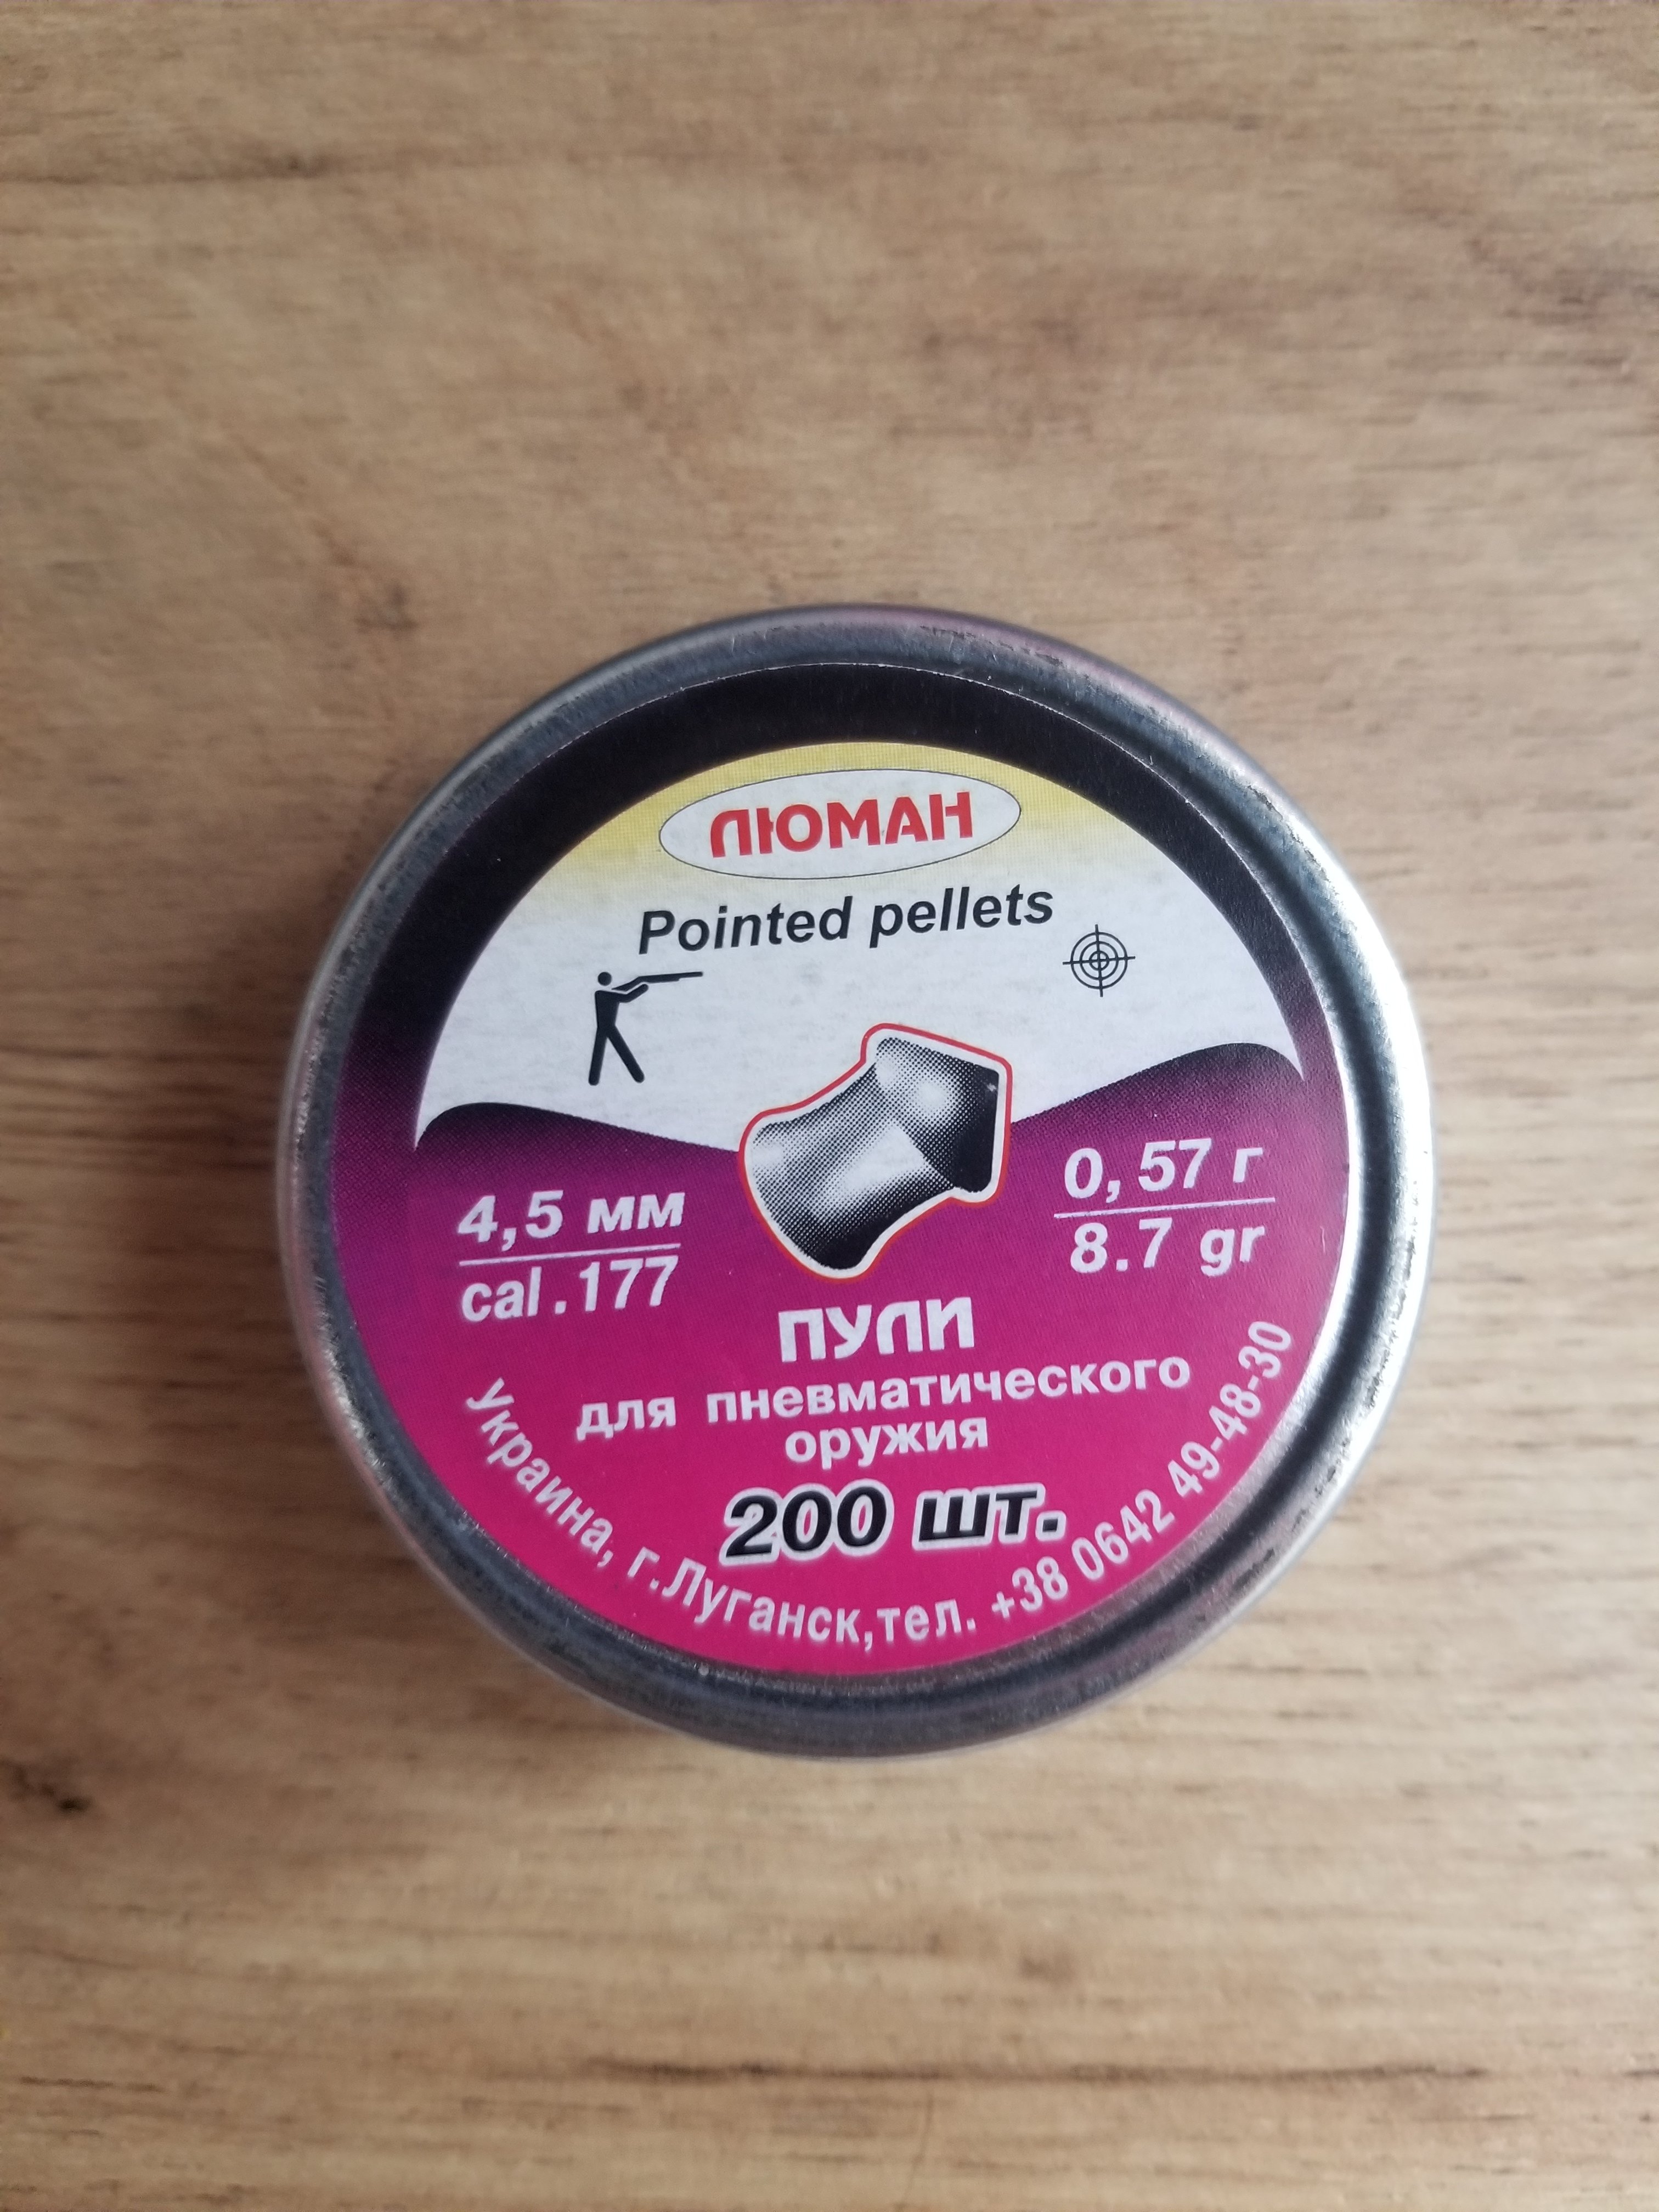 ЛЮМАН
Pointed pellets
4,5 мм
cal.177
0,57 г
8.7 gr
ПУЛИ
для пневматического
оружия
200 шт.
Украина, г.Луганск,тел. +38 0642 49-48-30